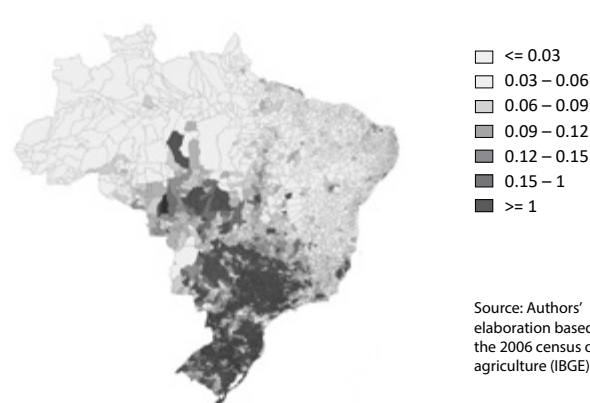 <= 0.03
0.03 – 0.06
0.06 – 0.09
0.09 – 0.12
0.12 – 0.15
0.15 – 1
>= 1
Source: Authors'
elaboration based
the 2006 census
agriculture (IBGE)